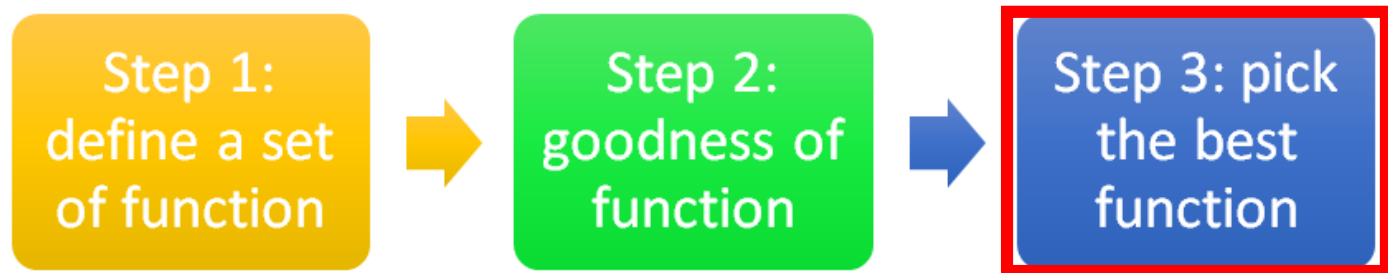 Step 1:
define a set
of function
Step 2:
goodness of
function
Step 3: pick
the best
function